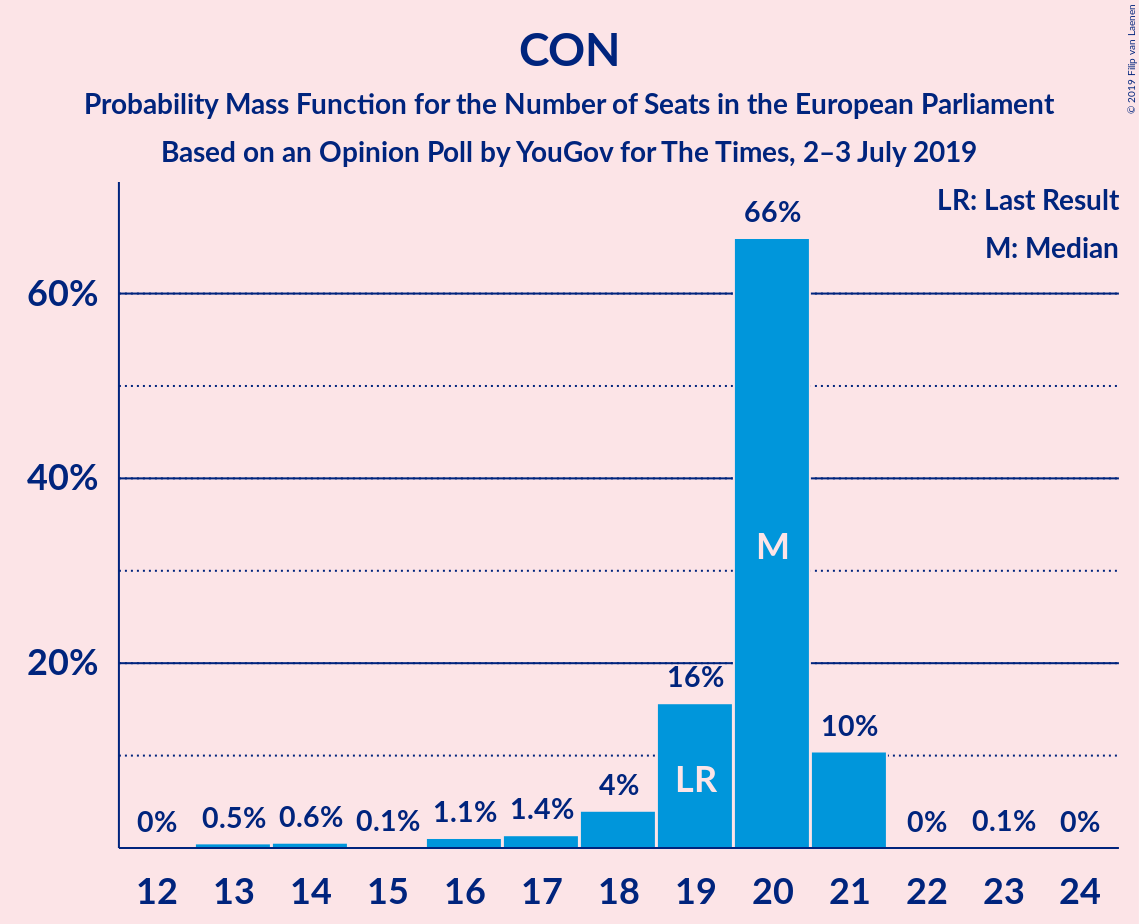 © 2019 Filip van Laenen
CON
Probability Mass Function for the Number of Seats in the European Parliament
Based on an Opinion Poll by YouGov for The Times, 2–3 July 2019
LR: Last Result
M: Median
60%
40%
20%
0% 0.5% 0.6% 0.1% 1.1% 1.4% 4% 16% 66% 10% 0% 0.1% 0%
LR
M
12 13 14 15 16 17 18 19 20 21 22 23 24